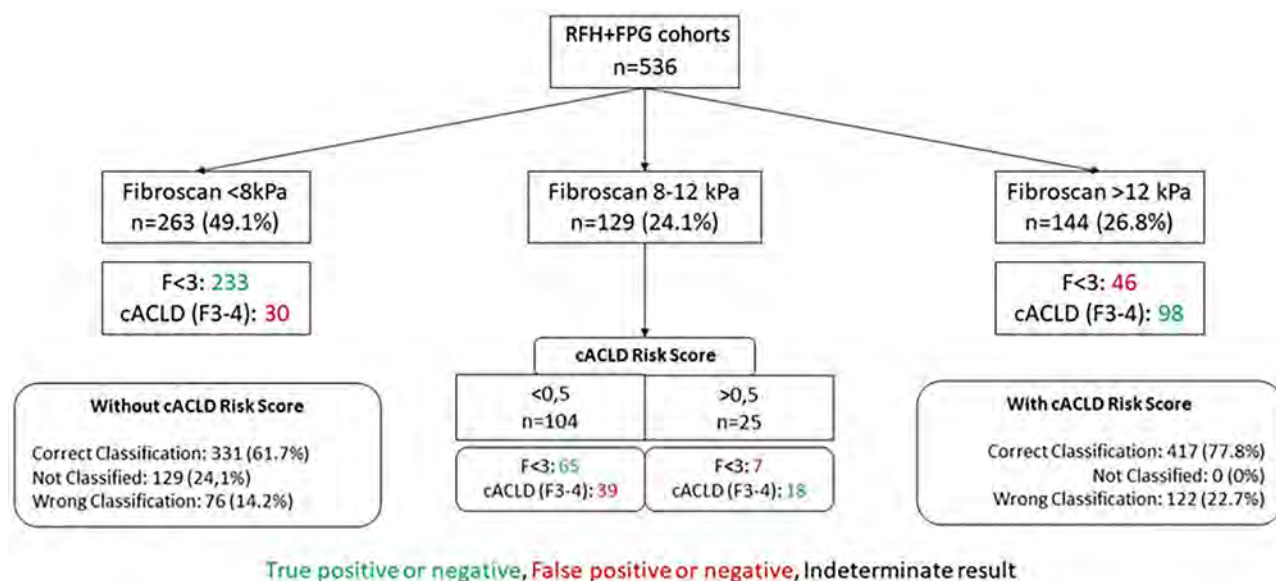 RFH+FPG cohorts
n=536
Fibroscan <8kPa
n=263 (49.1%)
Fibroscan 8-12 kPa
n=129 (24.1%)
Fibroscan >12 kPa
n=144 (26.8%)
F<3: 233
cACLD (F3-4): 30
F<3: 46
cACLD (F3-4): 98
cACLD Risk Score
<0,5
n=104
>0,5
n=25
F<3: 65
cACLD (F3-4): 39
F<3: 7
cACLD (F3-4): 18
Without cACLD Risk Score
Correct Classification: 331 (61.7%)
Not Classified: 129 (24,1%)
Wrong Classification: 76 (14.2%)
With cACLD Risk Score
Correct Classification: 417 (77.8%)
Not Classified: 0 (0%)
Wrong Classification: 122 (22.7%)
True positive or negative, False positive or negative, Indeterminate result